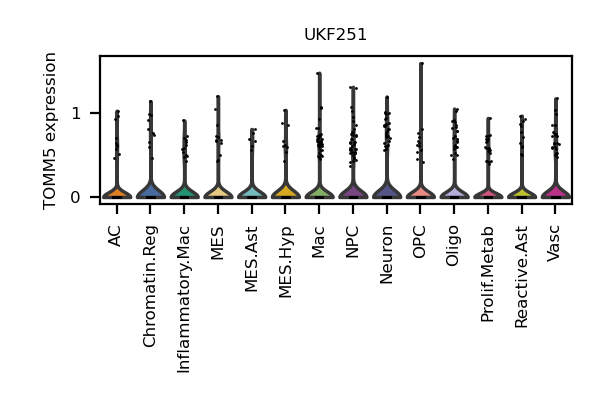 UKF251
TOMM5 expression
1
0
AC
Chromatin.Reg
Inflammatory.Mac
MES
MES.Ast
MES.Hyp
Mac
NPC
Neuron
OPC
Oligo
Prolif.Metab
Reactive.Ast
Vasc